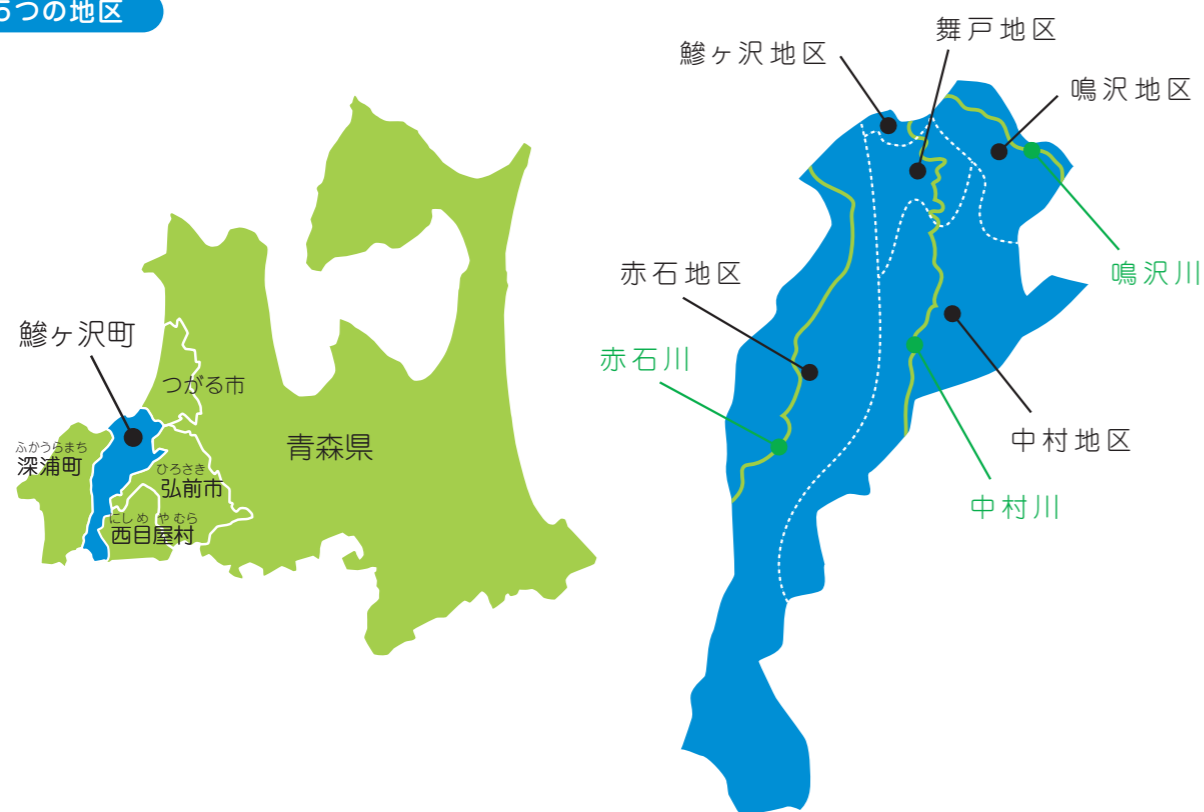 5つの地区
鰺ヶ沢町
つがる市
ふかうらまち
深浦町
ひろさき
弘前市
にしめやむら
西目屋村
青森県
鰺ヶ沢地区
舞戸地区
鳴沢地区
鳴沢川
赤石地区
赤石川
中村地区
中村川